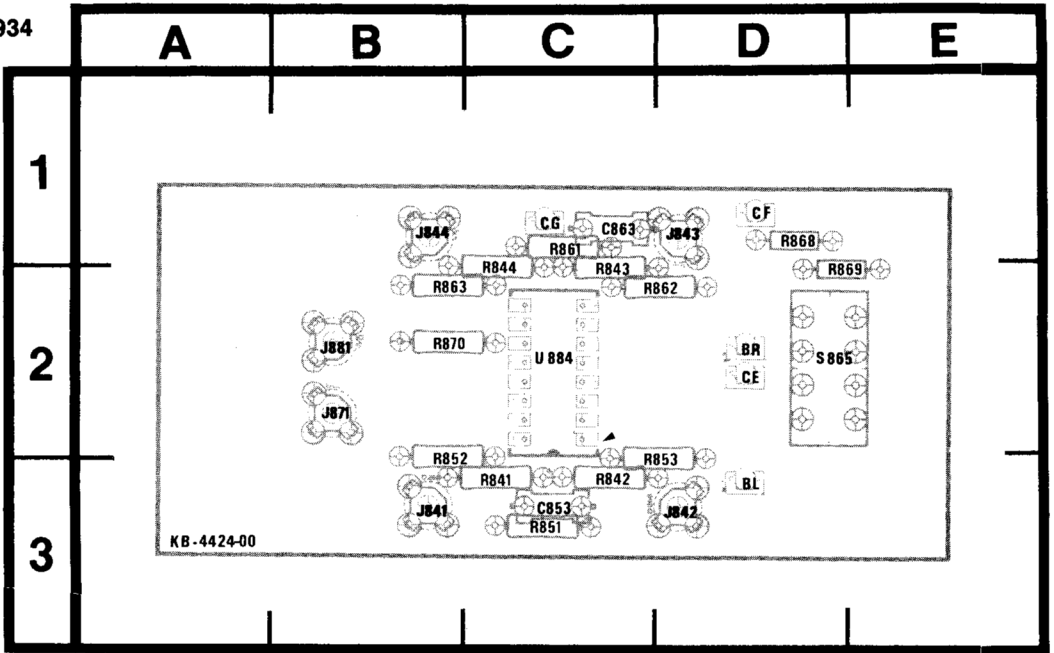 934
A B C D E
1
CF
CG C863
J844 J843
R861 R868
R844 R843 R869
R863 R862
J881 R870 BR
2 U884 S865
CE
J871
R852 R853
R841 R842 BL
J841 C853 J842
R851
KB-4424-00
3